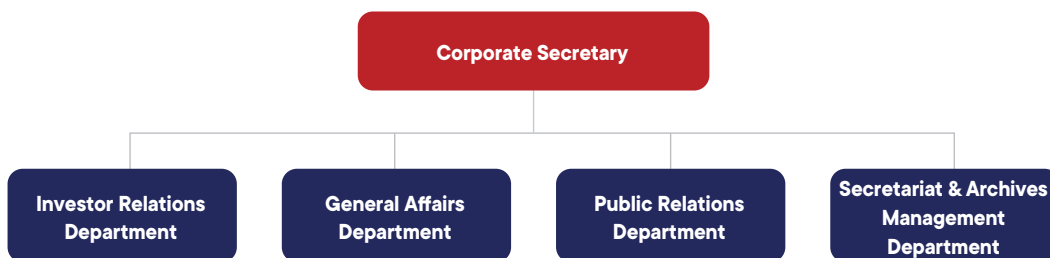 Corporate Secretary
Investor Relations
Department
General Affairs
Department
Public Relations
Department
Secretariat & Archives
Management
Department